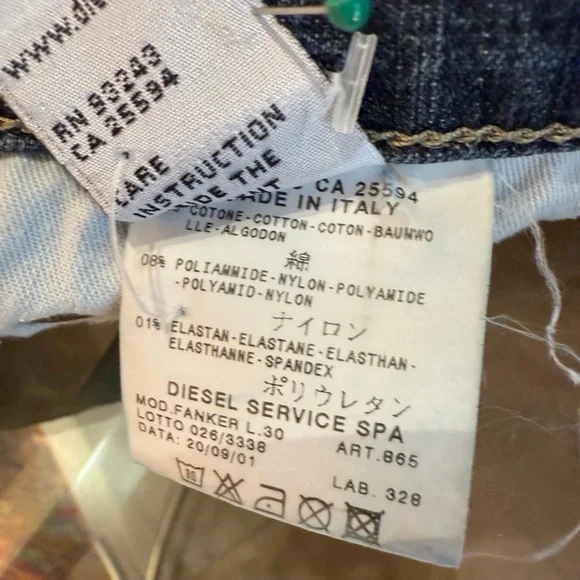 www.die
RN 93243
CA 25594
CARE
INSTRUCTION
CA 25594
MADE IN ITALY
COTONE-COTTON-COTON-BAUMWO
LLE-ALGODON
綿
08% POLIAMMIDE-NYLON-POLYAMIDE
-POLYAMID-NYLON
ナイロン
01% ELASTAN-ELASTANE-ELASTHAN-
ELASTHANNE-SPANDEX
ポリウレタン
DIESEL SERVICE SPA
MOD.FANKER L.30
ART.865
LOTTO 026/3338
DATA: 20/09/01
LAB. 328
30